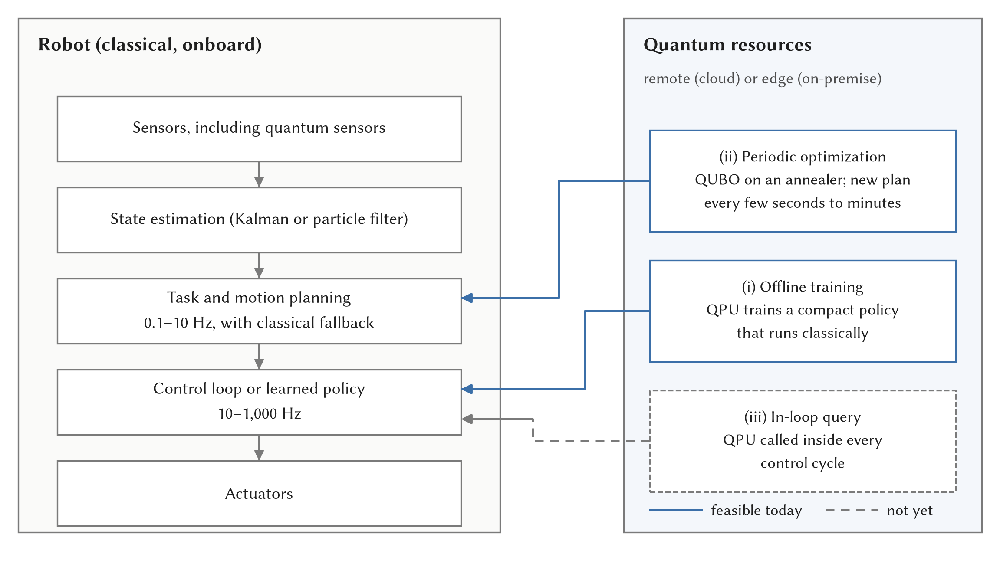 Robot (classical, onboard)
Sensors, including quantum sensors
State estimation (Kalman or particle filter)
Task and motion planning
0.1–10 Hz, with classical fallback
Control loop or learned policy
10–1,000 Hz
Actuators
Quantum resources
remote (cloud) or edge (on-premise)
(ii) Periodic optimization
QUBO on an annealer; new plan
every few seconds to minutes
(i) Offline training
QPU trains a compact policy
that runs classically
(iii) In-loop query
QPU called inside every
control cycle
feasible today
not yet